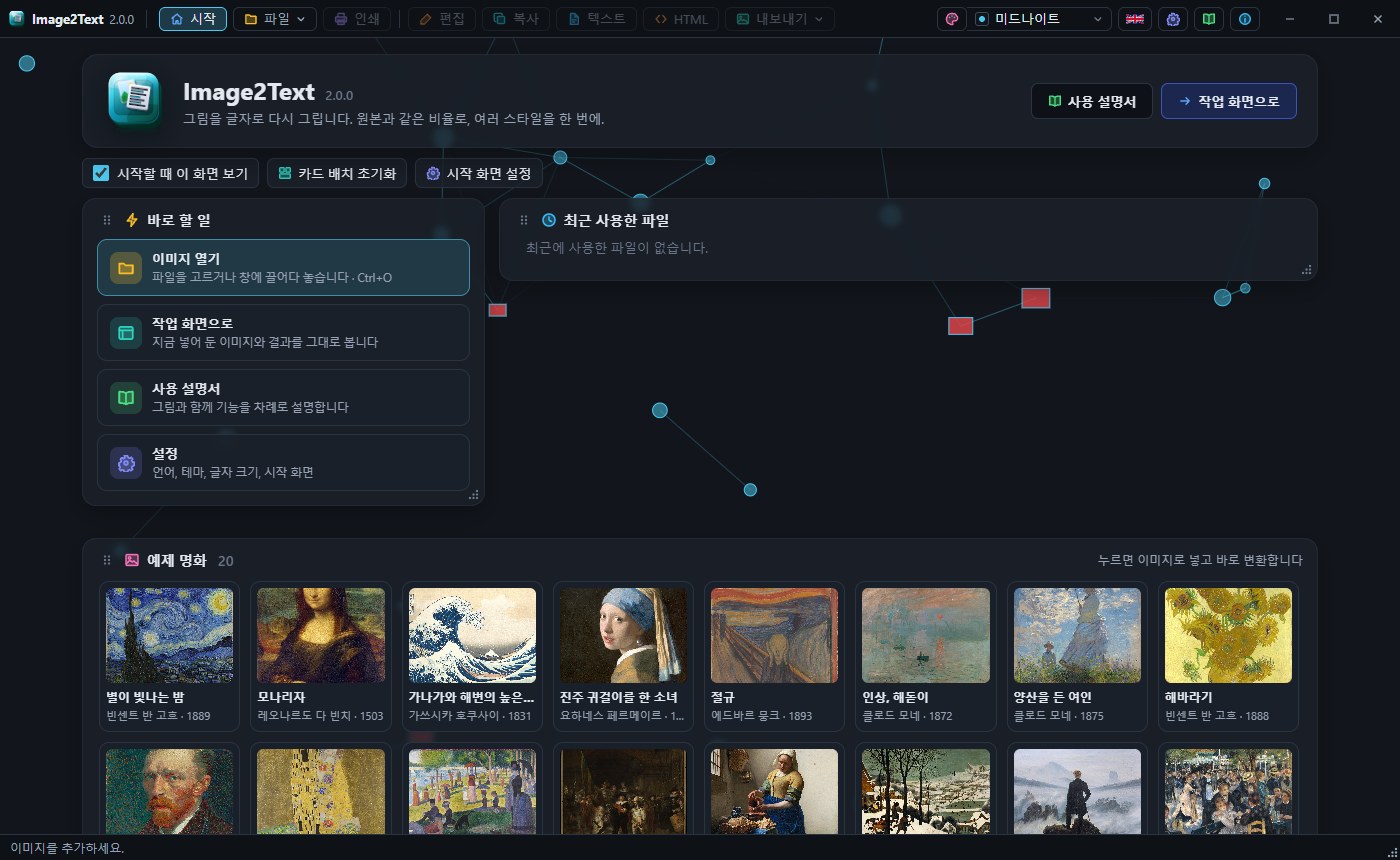 Image2Text 2.0.0 시작 파일 인쇄 편집 복사 텍스트 HTML 내보내기 미드나이트
Image2Text 2.0.0
그림을 글자로 다시 그립니다. 원본과 같은 비율로, 여러 스타일을 한 번에.
사용 설명서 작업 화면으로
시작할 때 이 화면 보기 카드 배치 초기화 시작 화면 설정
바로 할 일
이미지 열기
파일을 고르거나 창에 끌어다 놓습니다 · Ctrl+O
작업 화면으로
지금 넣어 둔 이미지와 결과를 그대로 봅니다
사용 설명서
그림과 함께 기능을 차례로 설명합니다
설정
언어, 테마, 글자 크기, 시작 화면
최근 사용한 파일
최근에 사용한 파일이 없습니다.
예제 명화 20 누르면 이미지로 넣고 바로 변환합니다
별이 빛나는 밤
빈센트 반 고흐 · 1889
모나리자
레오나르도 다 빈치 · 1503
가나가와 해변의 높은...
가쓰시카 호쿠사이 · 1831
진주 귀걸이를 한 소녀
요하네스 페르메이르 · 1...
절규
에드바르 뭉크 · 1893
인상, 해돋이
클로드 모네 · 1872
양산을 든 여인
클로드 모네 · 1875
해바라기
빈센트 반 고흐 · 1888
이미지를 추가하세요.